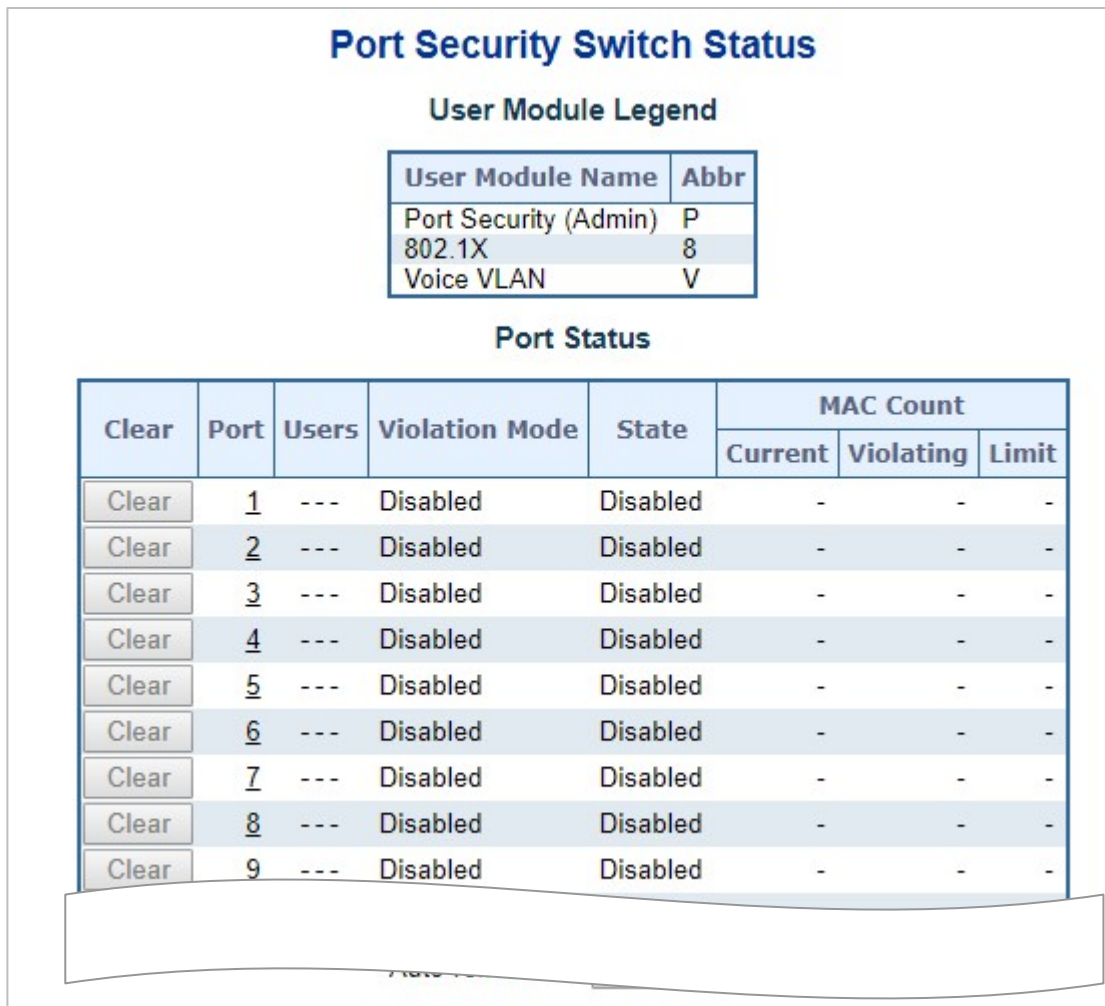 Port Security Switch Status
User Module Legend
User Module Name Abbr
Port Security (Admin) P
802.1X 8
Voice VLAN V
Port Status
Clear Port Users Violation Mode State MAC Count
Current Violating Limit
Clear 1 --- Disabled Disabled - - -
Clear 2 --- Disabled Disabled - - -
Clear 3 --- Disabled Disabled - - -
Clear 4 --- Disabled Disabled - - -
Clear 5 --- Disabled Disabled - - -
Clear 6 --- Disabled Disabled - - -
Clear 7 --- Disabled Disabled - - -
Clear 8 --- Disabled Disabled - - -
Clear 9 --- Disabled Disabled - - -